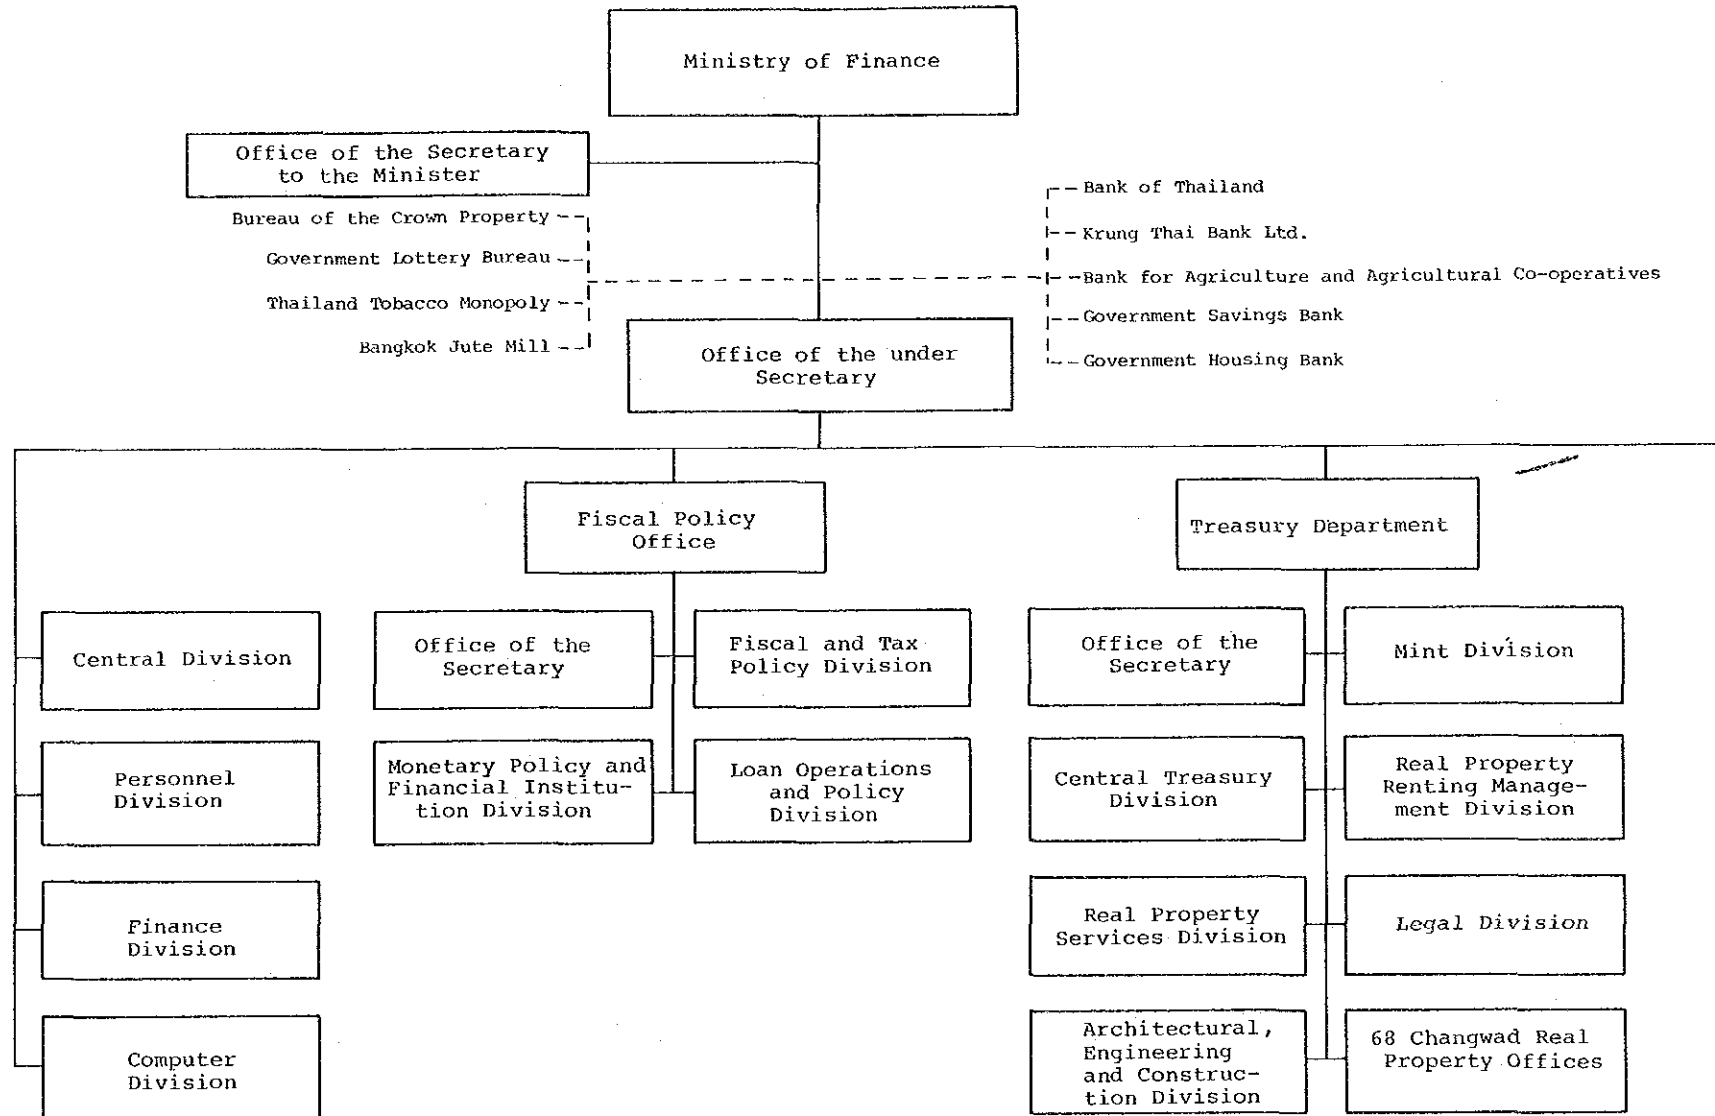 Ministry of Finance
Office of the Secretary
to the Minister
Bureau of the Crown Property
Government Lottery Bureau
Thailand Tobacco Monopoly
Bangkok Jute Mill
Bank of Thailand
Krung Thai Bank Ltd.
Bank for Agriculture and Agricultural Co-operatives
Government Savings Bank
Government Housing Bank
Office of the under
Secretary
Fiscal Policy
Office
Treasury Department
Central Division
Personnel
Division
Finance
Division
Computer
Division
Office of the
Secretary
Fiscal and Tax
Policy Division
Monetary Policy and
Financial Institu-
tion Division
Loan Operations
and Policy
Division
Office of the
Secretary
Mint Division
Central Treasury
Division
Real Property
Renting Manage-
ment Division
Real Property
Services Division
Legal Division
Architectural,
Engineering
and Construc-
tion Division
68 Changwad Real
Property Offices